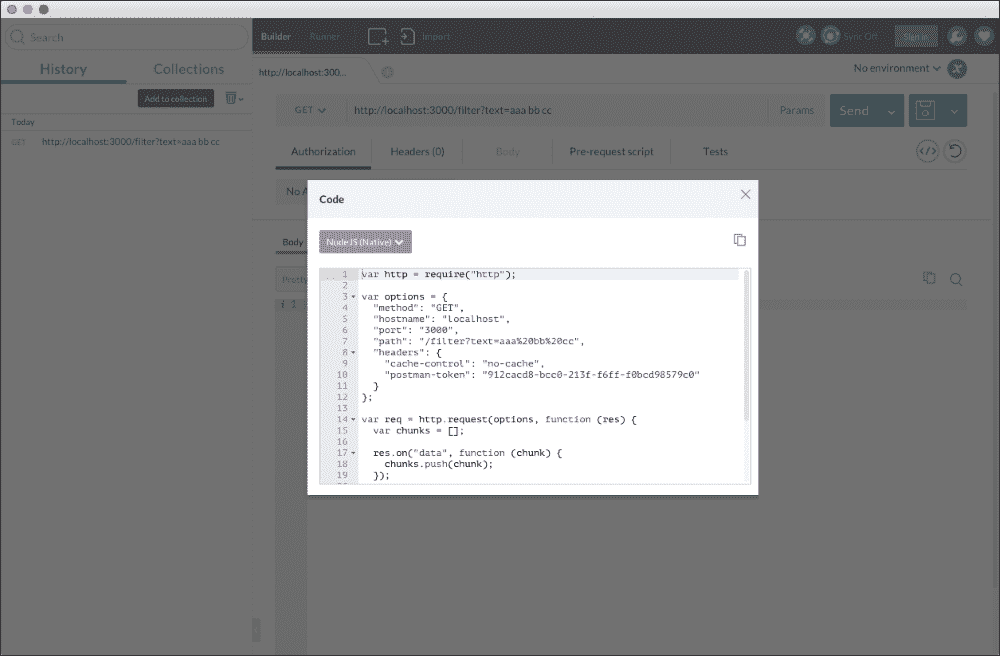 Search
Builder
Runner
Import
Sync Off
Sign in
History
Collections
http://localhost:300...
No environment
Add to collection
GET
http://localhost:3000/filter?text=aaa bb cc
Params
Send
Today
GET http://localhost:3000/filter?text=aaa bb cc
Authorization
Headers (0)
Body
Pre-request script
Tests
No A
Body
Pretty
1
Code
NodeJS (Native)
1 var http = require("http");
2
3 var options = {
4 "method": "GET",
5 "hostname": "localhost",
6 "port": "3000",
7 "path": "/filter?text=aaa%20bb%20cc",
8 "headers": {
9 "cache-control": "no-cache",
10 "postman-token": "912cacd8-bcc0-213f-f6ff-f0bcd98579c0"
11 }
12 };
13
14 var req = http.request(options, function (res) {
15 var chunks = [];
16
17 res.on("data", function (chunk) {
18 chunks.push(chunk);
19 });